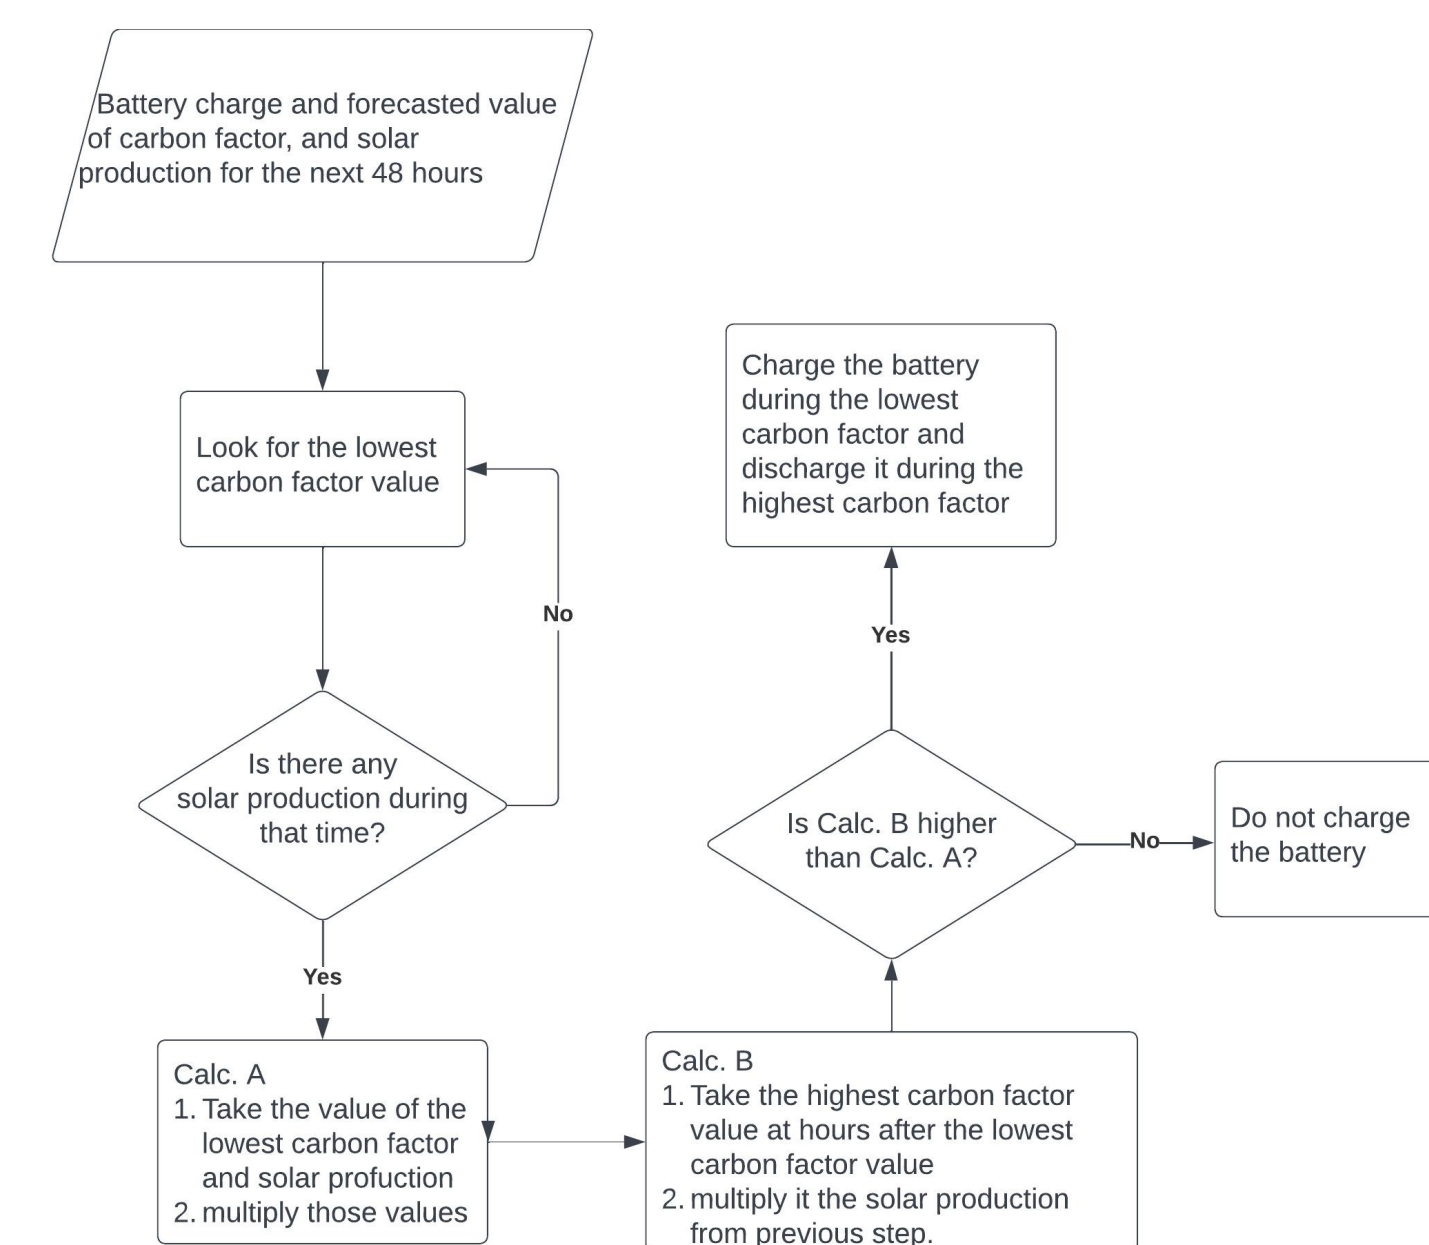 Battery charge and forecasted value
of carbon factor, and solar
production for the next 48 hours
Look for the lowest
carbon factor value
No
Is there any
solar production during
that time?
Yes
Calc. A
1. Take the value of the
lowest carbon factor
and solar profuction
2. multiply those values
Calc. B
1. Take the highest carbon factor
value at hours after the lowest
carbon factor value
2. multiply it the solar production
from previous step.
Is Calc. B higher
than Calc. A?
Yes
Charge the battery
during the lowest
carbon factor and
discharge it during the
highest carbon factor
No
Do not charge
the battery